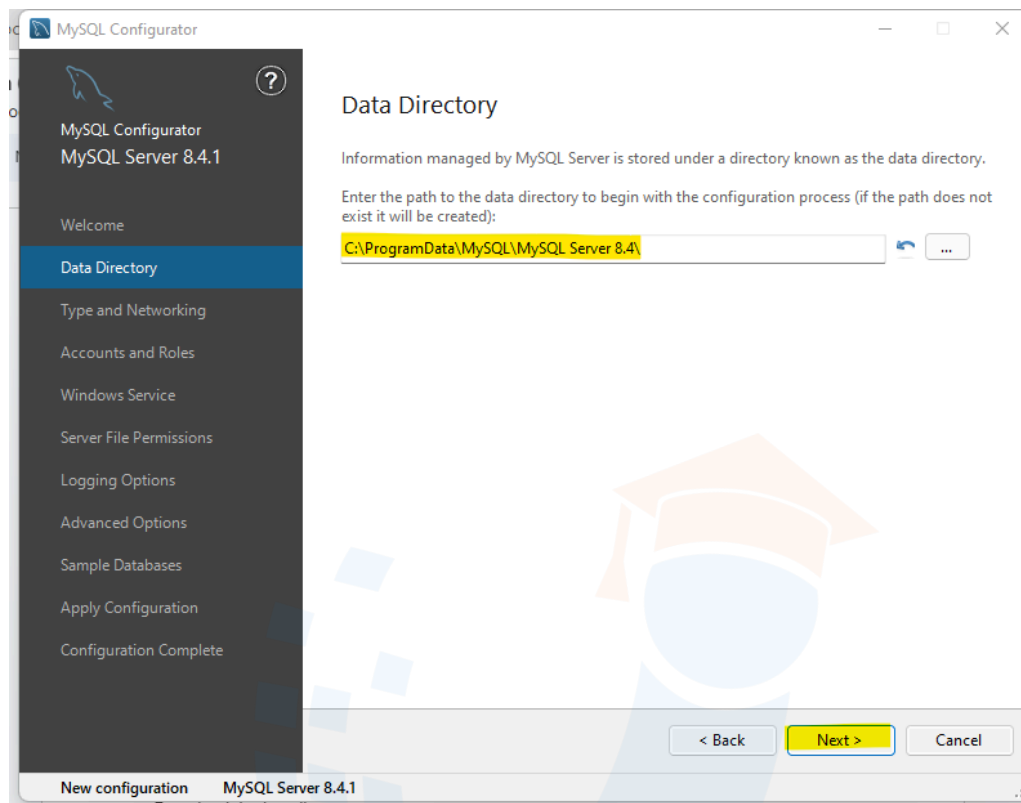 MySQL Configurator
?
MySQL Configurator
MySQL Server 8.4.1
Welcome
Data Directory
Type and Networking
Accounts and Roles
Windows Service
Server File Permissions
Logging Options
Advanced Options
Sample Databases
Apply Configuration
Configuration Complete
Data Directory
Information managed by MySQL Server is stored under a directory known as the data directory.
Enter the path to the data directory to begin with the configuration process (if the path does not
exist it will be created):
C:\ProgramData\MySQL\MySQL Server 8.4\
...
< Back Next > Cancel
New configuration MySQL Server 8.4.1